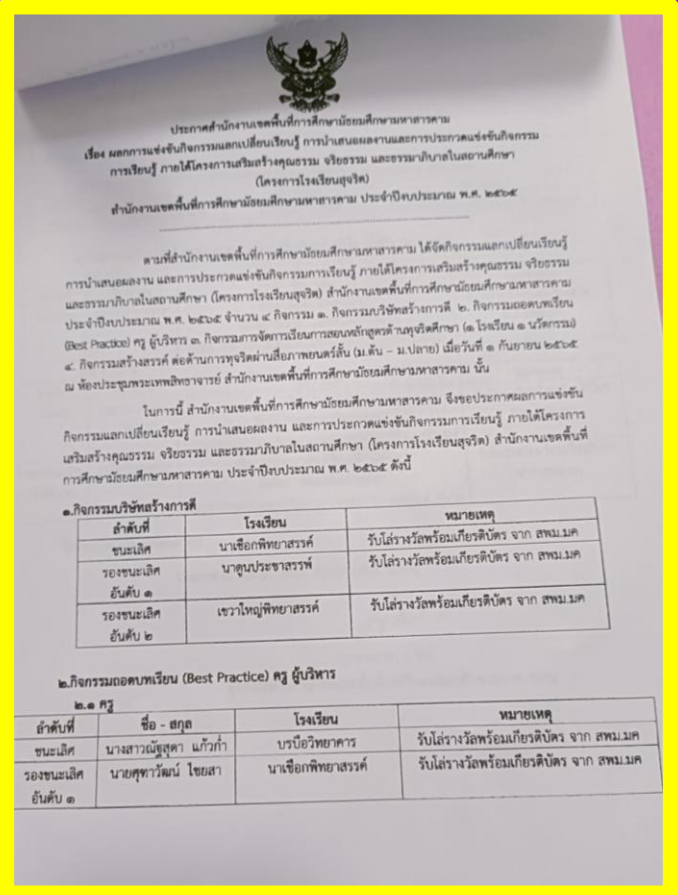 ประกาศสำนักงานเขตพื้นที่การศึกษามัธยมศึกษามหาสารคาม
เรื่อง ผลการแข่งขันกิจกรรมแลกเปลี่ยนเรียนรู้ การนำเสนอผลงานและการประกวดแข่งขันกิจกรรม
การเรียนรู้ ภายใต้โครงการเสริมสร้างคุณธรรม จริยธรรม และธรรมาภิบาลในสถานศึกษา
(โครงการโรงเรียนสุจริต)
สำนักงานเขตพื้นที่การศึกษามัธยมศึกษามหาสารคาม ประจำปีงบประมาณ พ.ศ. ๒๕๖๕
ตามที่สำนักงานเขตพื้นที่การศึกษามัธยมศึกษามหาสารคาม ได้จัดกิจกรรมแลกเปลี่ยนเรียนรู้
การนำเสนอผลงาน และการประกวดแข่งขันกิจกรรมการเรียนรู้ ภายใต้โครงการเสริมสร้างคุณธรรม จริยธรรม
และธรรมาภิบาลในสถานศึกษา (โครงการโรงเรียนสุจริต) สำนักงานเขตพื้นที่การศึกษามัธยมศึกษามหาสารคาม
ประจำปีงบประมาณ พ.ศ. ๒๕๖๕ จำนวน ๔ กิจกรรม ๑. กิจกรรมบริษัทสร้างการดี ๒. กิจกรรมถอดบทเรียน
(Best Practice) ครู ผู้บริหาร ๓. กิจกรรมการจัดการเรียนการสอนหลักสูตรต้านทุจริตศึกษา (๑ โรงเรียน ๑ นวัตกรรม)
๔. กิจกรรมสร้างสรรค์ ต่อต้านการทุจริตผ่านสื่อภาพยนตร์สั้น (ม.ต้น - ม.ปลาย) เมื่อวันที่ ๑ กันยายน ๒๕๖๕
ณ ห้องประชุมพระเทพสิทธาจารย์ สำนักงานเขตพื้นที่การศึกษามัธยมศึกษามหาสารคาม นั้น
ในการนี้ สำนักงานเขตพื้นที่การศึกษามัธยมศึกษามหาสารคาม จึงขอประกาศผลการแข่งขัน
กิจกรรมแลกเปลี่ยนเรียนรู้ การนำเสนอผลงาน และการประกวดแข่งขันกิจกรรมการเรียนรู้ ภายใต้โครงการ
เสริมสร้างคุณธรรม จริยธรรม และธรรมาภิบาลในสถานศึกษา (โครงการโรงเรียนสุจริต) สำนักงานเขตพื้นที่
การศึกษามัธยมศึกษามหาสารคาม ประจำปีงบประมาณ พ.ศ. ๒๕๖๕ ดังนี้
๑.กิจกรรมบริษัทสร้างการดี
ลำดับที่ โรงเรียน หมายเหตุ
ชนะเลิศ นาเชือกพิทยาสรรค์ รับโล่รางวัลพร้อมเกียรติบัตร จาก สพม.มค
รองชนะเลิศ นาดูนประชาสรรพ์ รับโล่รางวัลพร้อมเกียรติบัตร จาก สพม.มค
อันดับ ๑
รองชนะเลิศ เขวาใหญ่พิทยาสรรค์ รับโล่รางวัลพร้อมเกียรติบัตร จาก สพม.มค
อันดับ ๒
๒.กิจกรรมถอดบทเรียน (Best Practice) ครู ผู้บริหาร
๒.๑ ครู
ลำดับที่ ชื่อ - สกุล โรงเรียน หมายเหตุ
ชนะเลิศ นางสาวณัฐสุดา แก้วก่ำ บรบือวิทยาคาร รับโล่รางวัลพร้อมเกียรติบัตร จาก สพม.มค
รองชนะเลิศ นายศุฑาวัฒน์ ไชยสา นาเชือกพิทยาสรรค์ รับโล่รางวัลพร้อมเกียรติบัตร จาก สพม.มค
อันดับ ๑